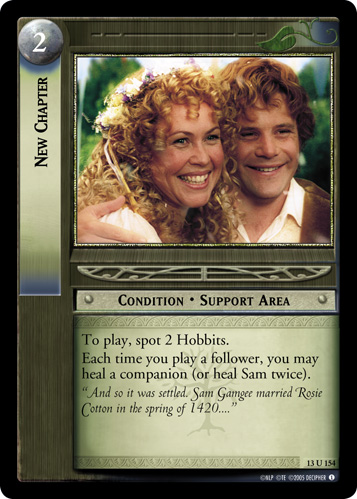 2
New Chapter
Condition • Support Area
To play, spot 2 Hobbits.
Each time you play a follower, you may
heal a companion (or heal Sam twice).
“And so it was settled. Sam Gamgee married Rosie
Cotton in the spring of 1420....”
13 U 154
©NLP ©TE ©2005 DECIPHER